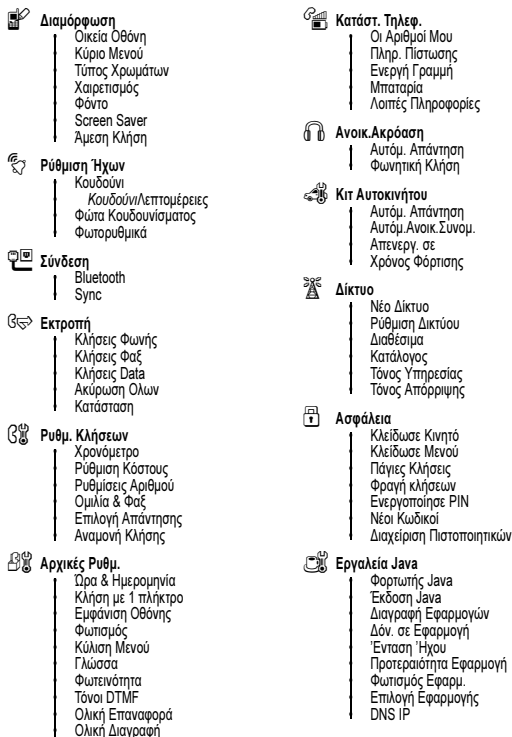 Διαμόρφωση
Οικεία Οθόνη
Κύριο Μενού
Τύπος Χρωμάτων
Χαιρετισμός
Φόντο
Screen Saver
Άμεση Κλήση
Ρύθμιση Ήχων
Κουδούνι
ΚουδούνιΛεπτομέρειες
Φώτα Κουδουνίσματος
Φωτορυθμικά
Σύνδεση
Bluetooth
Sync
Εκτροπή
Κλήσεις Φωνής
Κλήσεις Φαξ
Κλήσεις Data
Ακύρωση Ολων
Κατάσταση
Ρυθμ. Κλήσεων
Χρονόμετρο
Ρύθμιση Κόστους
Ρυθμίσεις Αριθμού
Ομιλία & Φαξ
Επιλογή Απάντησης
Αναμονή Κλήσης
Αρχικές Ρυθμ.
Ώρα & Ημερομηνία
Κλήση με 1 πλήκτρο
Εμφάνιση Οθόνης
Φωτισμός
Κύλιση Μενού
Γλώσσα
Φωτεινότητα
Τόνοι DTMF
Ολική Επαναφορά
Ολική Διαγραφή
Κατάστ. Τηλεφ.
Οι Αριθμοί Μου
Πληρ. Πίστωσης
Ενεργή Γραμμή
Μπαταρία
Λοιπές Πληροφορίες
Ανοικ.Ακρόαση
Αυτόμ. Απάντηση
Φωνητική Κλήση
Κιτ Αυτοκινήτου
Αυτόμ. Απάντηση
Αυτόμ.Ανοικ.Συνομ.
Απενεργ. σε
Χρόνος Φόρτισης
Δίκτυο
Νέο Δίκτυο
Ρύθμιση Δικτύου
Διαθέσιμα
Κατάλογος
Τόνος Υπηρεσίας
Τόνος Απόρριψης
Ασφάλεια
Κλείδωσε Κινητό
Κλείδωσε Μενού
Πάγιες Κλήσεις
Φραγή κλήσεων
Ενεργοποίησε PIN
Νέοι Κωδικοί
Διαχείριση Πιστοποιητικών
Εργαλεία Java
Φορτωτής Java
Έκδοση Java
Διαγραφή Εφαρμογών
Δόν. σε Εφαρμογή
'Ένταση 'Ήχου
Προτεραιότητα Εφαρμογή
Φωτισμός Εφαρμ.
Επιλογή Εφαρμογής
DNS IP